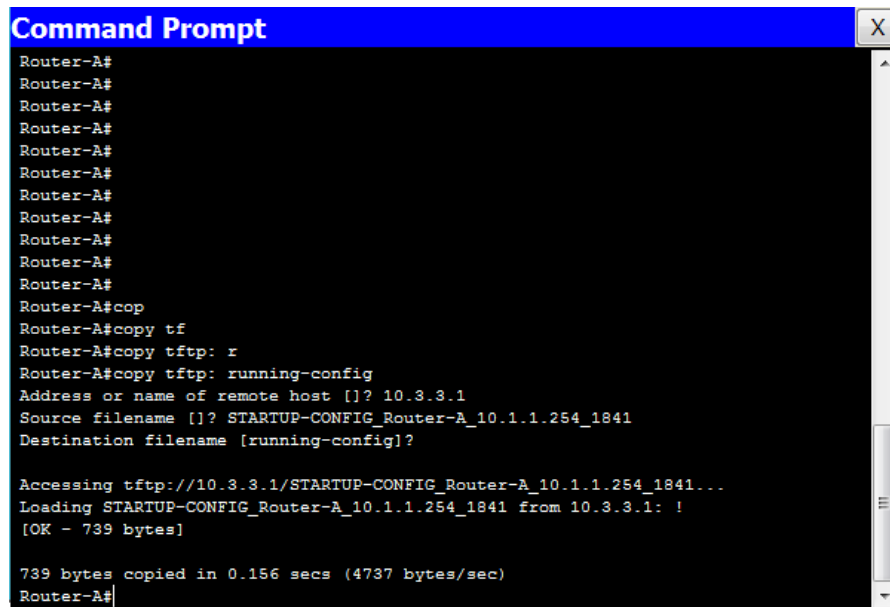 Command Prompt
X
Router-A#
Router-A#
Router-A#
Router-A#
Router-A#
Router-A#
Router-A#
Router-A#
Router-A#
Router-A#
Router-A#
Router-A#cop
Router-A#copy tf
Router-A#copy tftp: r
Router-A#copy tftp: running-config
Address or name of remote host []? 10.3.3.1
Source filename []? STARTUP-CONFIG_Router-A_10.1.1.254_1841
Destination filename [running-config]?
Accessing tftp://10.3.3.1/STARTUP-CONFIG_Router-A_10.1.1.254_1841...
Loading STARTUP-CONFIG_Router-A_10.1.1.254_1841 from 10.3.3.1: !
[OK - 739 bytes]
739 bytes copied in 0.156 secs (4737 bytes/sec)
Router-A#